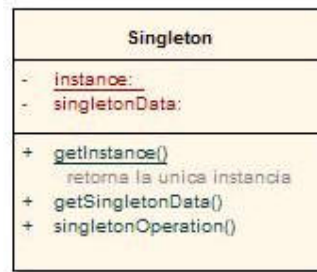 Singleton
- instance:
- singletonData:
+ getInstance()
retorna la unica instancia
+ getSingletonData()
+ singletonOperation()